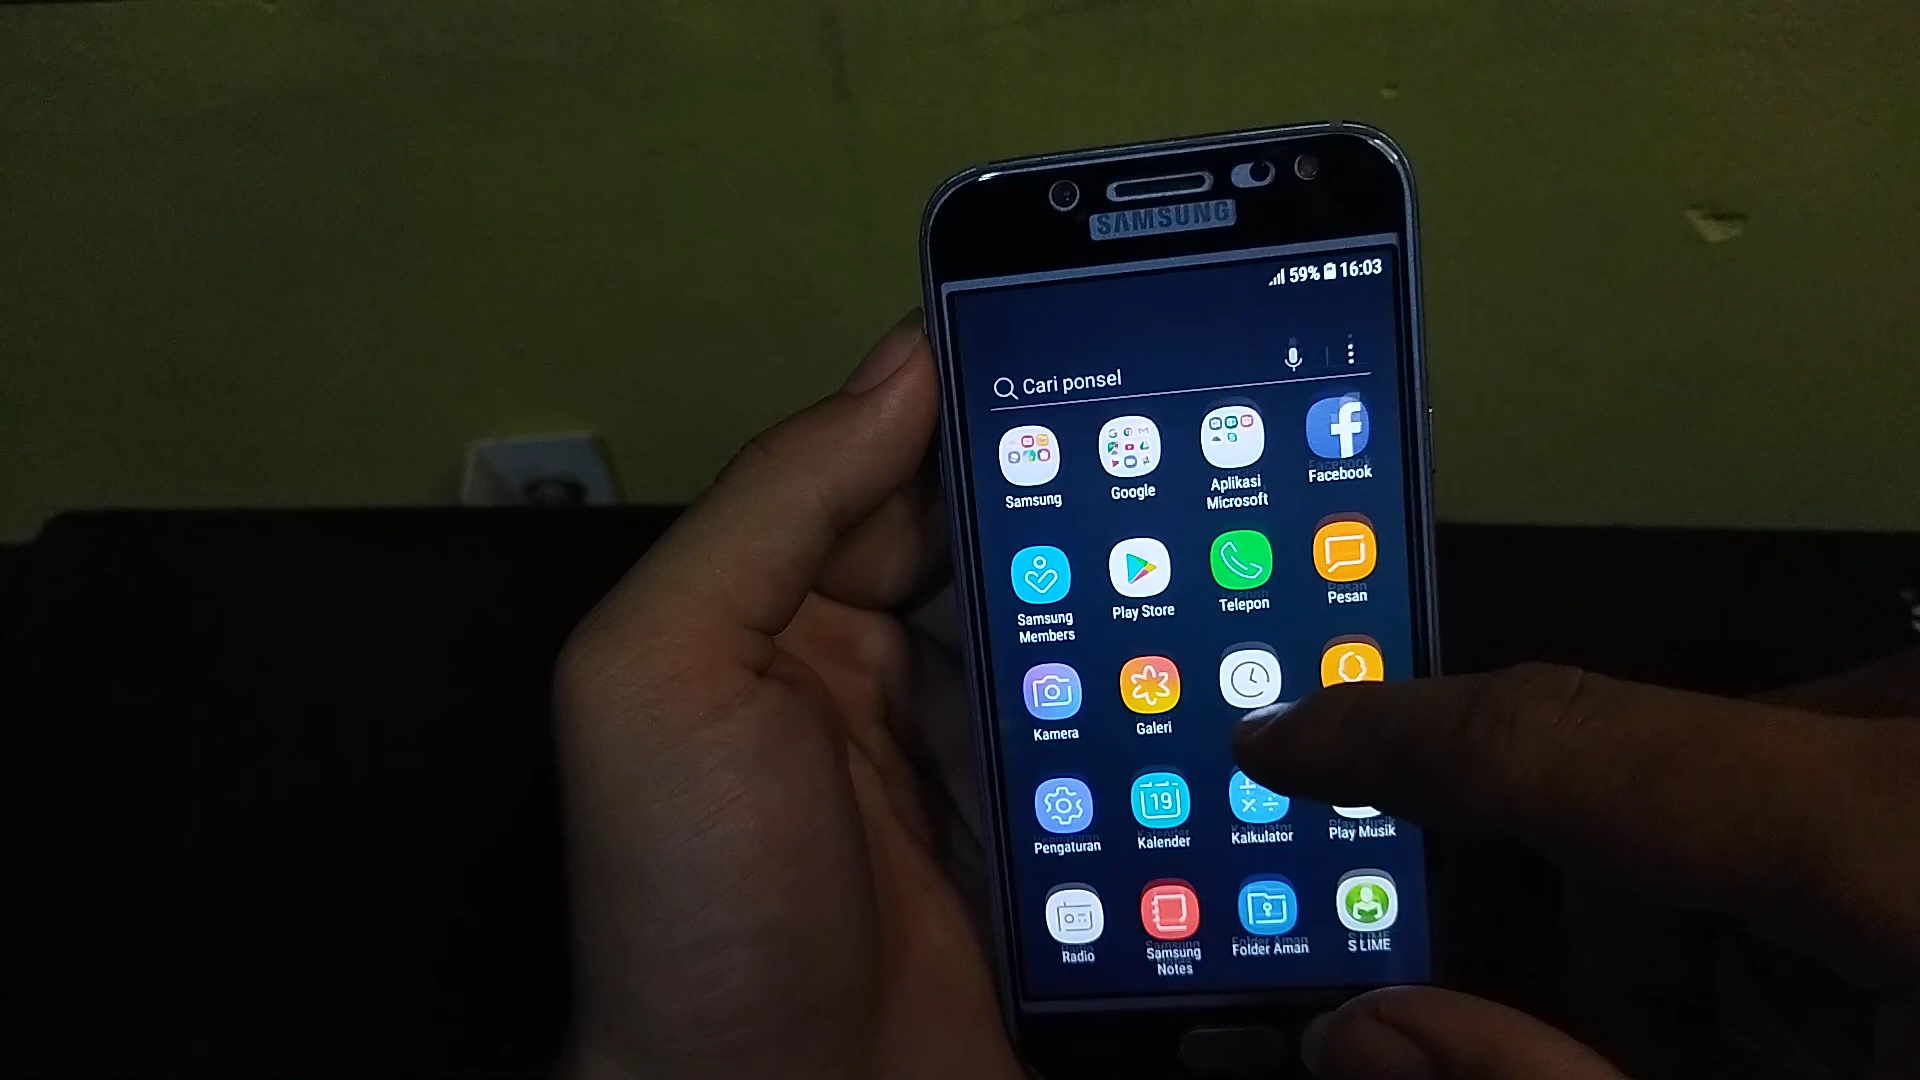 SAMSUNG
59% 16:03
Cari ponsel
Samsung
Google
Aplikasi
Microsoft
Facebook
Samsung
Members
Play Store
Telepon
Pesan
Kamera
Galeri
Pengaturan
19
Kalender
Kalkulator
Play Musik
Radio
Samsung
Notes
Folder Aman
S LIME